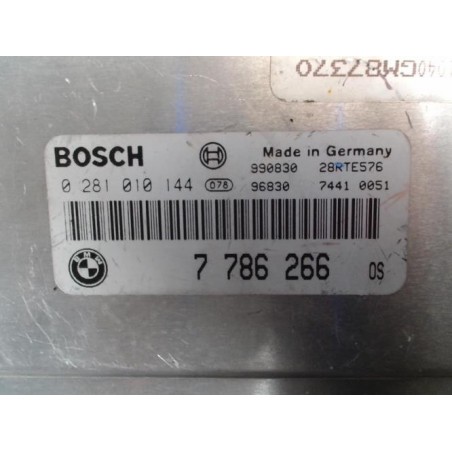 040GM87370
BOSCH
Made in Germany
990830 28RTE576
0 281 010 144 078 96830 7441 0051
BMW 7 786 266 OS